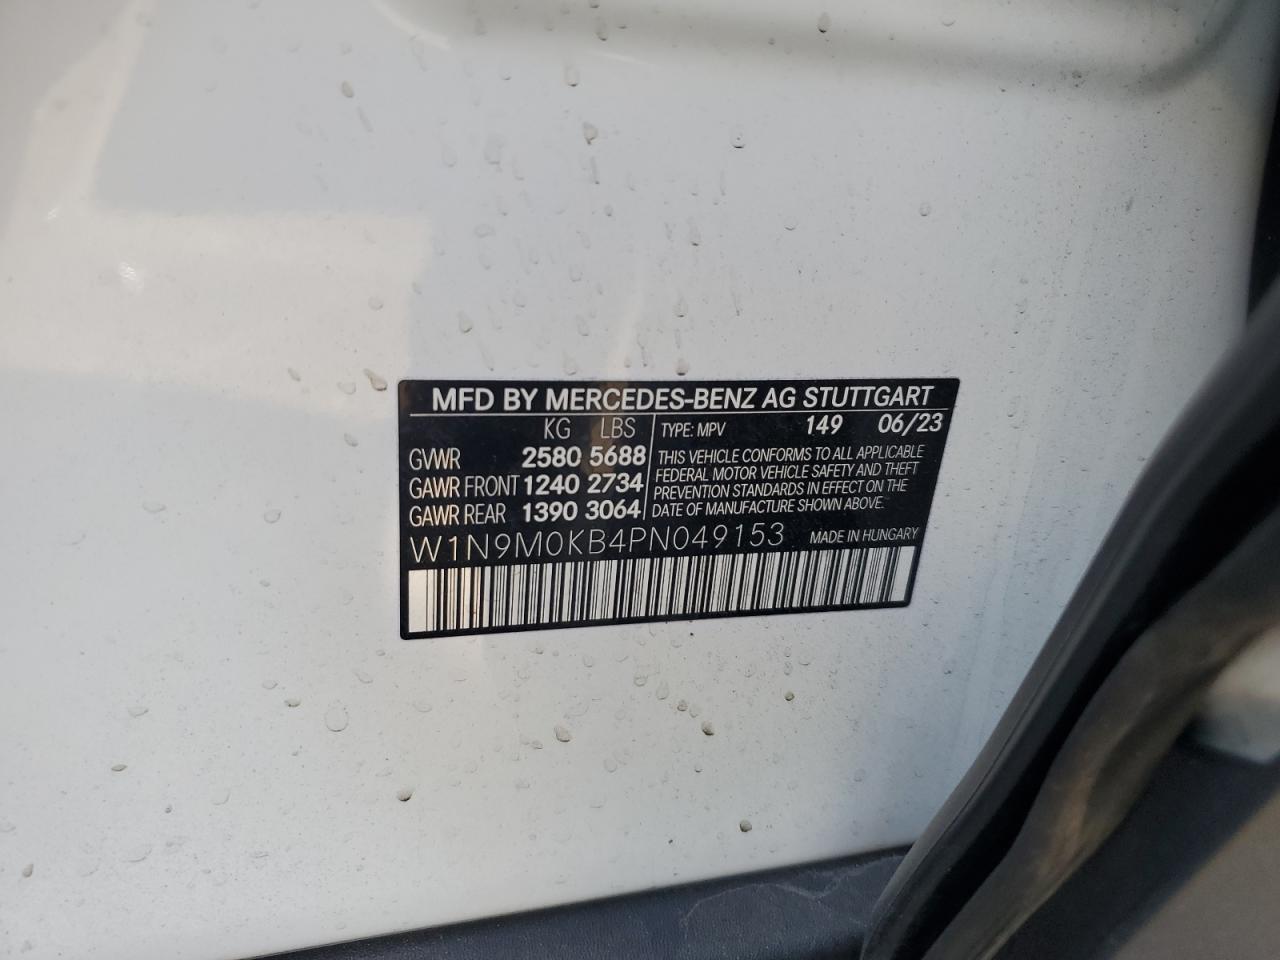 MFD BY MERCEDES-BENZ AG STUTTGART
KG LBS TYPE: MPV 149 06/23
GVWR 2580 5688
GAWR FRONT 1240 2734
GAWR REAR 1390 3064
THIS VEHICLE CONFORMS TO ALL APPLICABLE
FEDERAL MOTOR VEHICLE SAFETY AND THEFT
PREVENTION STANDARDS IN EFFECT ON THE
DATE OF MANUFACTURE SHOWN ABOVE.
W1N9M0KB4PN049153 MADE IN HUNGARY